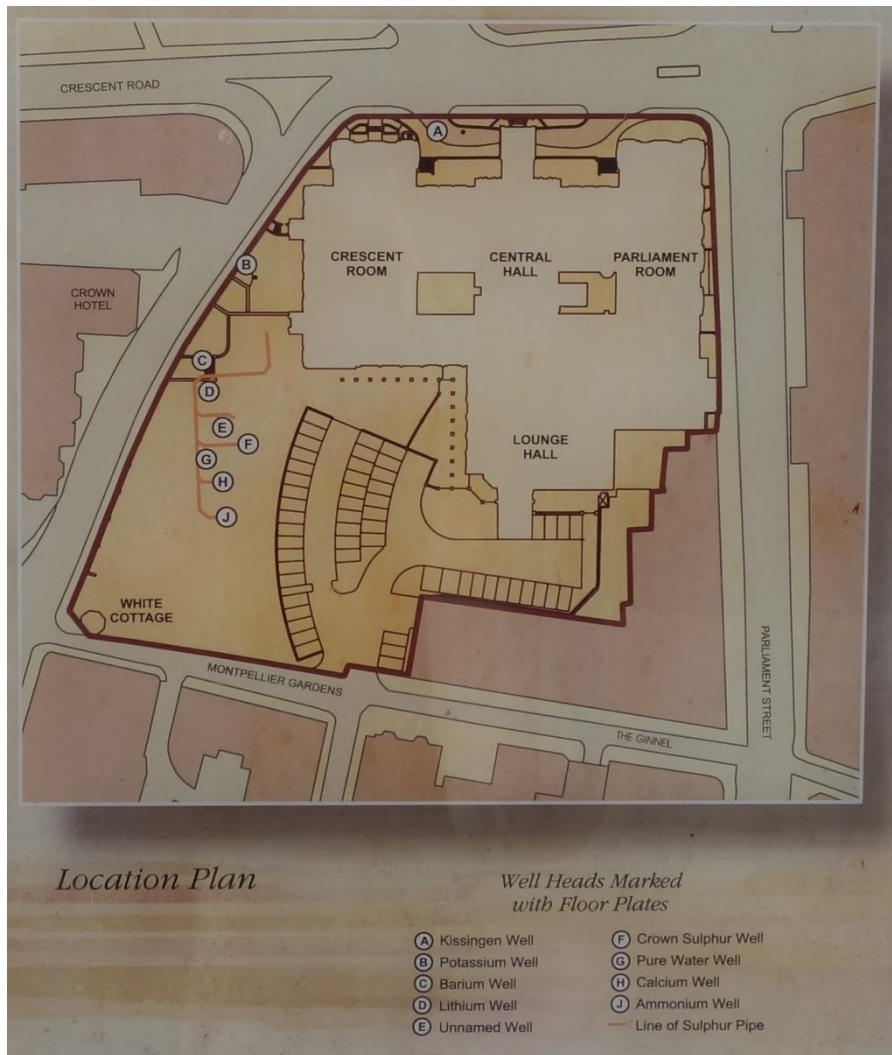 CRESCENT ROAD
A
CRESCENT
ROOM
CENTRAL
HALL
PARLIAMENT
ROOM
B
CROWN
HOTEL
C
D
E
F
G
H
J
LOUNGE
HALL
WHITE
COTTAGE
MONTPELLIER GARDENS
PARLIAMENT STREET
THE GINNEL
Location Plan
Well Heads Marked
with Floor Plates
A Kissingen Well
B Potassium Well
C Barium Well
D Lithium Well
E Unnamed Well
F Crown Sulphur Well
G Pure Water Well
H Calcium Well
J Ammonium Well
Line of Sulphur Pipe